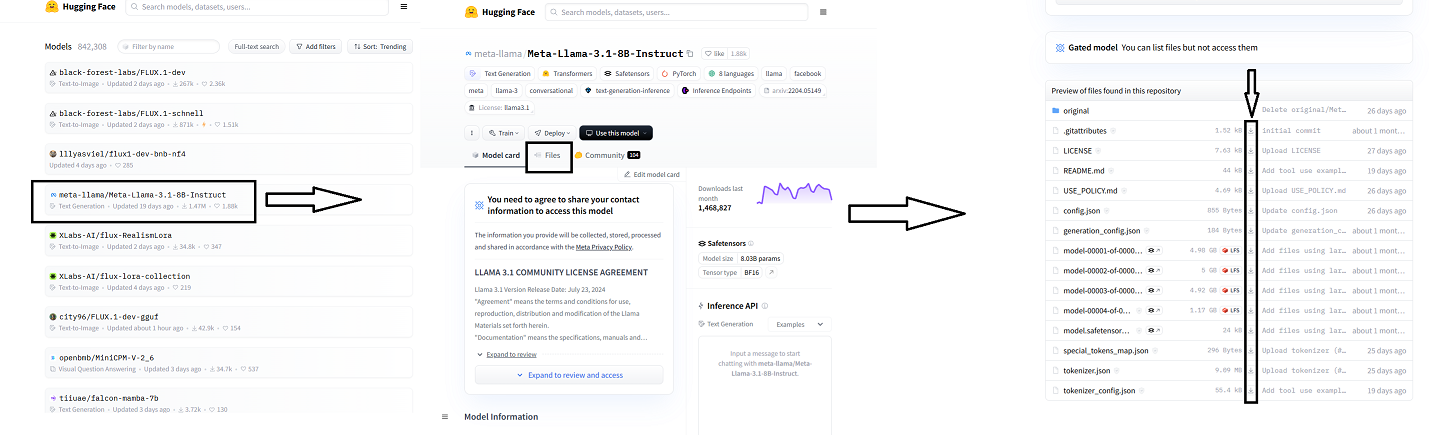 Hugging Face
Search models, datasets, users...
Models 842,308
Filter by name
Full-text search
Add filters
Sort: Trending
black-forest-labs/FLUX.1-dev
Text-to-Image • Updated 2 days ago • 267k • 2.36k
black-forest-labs/FLUX.1-schnell
Text-to-Image • Updated 2 days ago • 871k • 1.51k
lllyasviel/flux1-dev-bnb-nf4
Updated 4 days ago • 285
meta-llama/Meta-Llama-3.1-8B-Instruct
Text Generation • Updated 19 days ago • 1.47M • 1.88k
XLabs-AI/flux-RealismLora
Text-to-Image • Updated 2 days ago • 34.8k • 347
XLabs-AI/flux-lora-collection
Text-to-Image • Updated 4 days ago • 219
city96/FLUX.1-dev-gguf
Text-to-Image • Updated about 1 hour ago • 42.9k • 154
openbmb/MiniCPM-V-2_6
Visual Question Answering • Updated 3 days ago • 34.7k • 537
tiiuae/falcon-mamba-7b
Text Generation • Updated 3 days ago • 3.72k • 130
Hugging Face
Search models, datasets, users...
meta-llama/Meta-Llama-3.1-8B-Instruct
like 1.88k
Text Generation Transformers Safetensors PyTorch 8 languages llama facebook
meta llama-3 conversational text-generation-inference Inference Endpoints arxiv:2204.05149
License: llama3.1
Train Deploy Use this model
Model card Files Community 104
Edit model card
You need to agree to share your contact
information to access this model
The information you provide will be collected, stored, processed
and shared in accordance with the Meta Privacy Policy.
LLAMA 3.1 COMMUNITY LICENSE AGREEMENT
Llama 3.1 Version Release Date: July 23, 2024
"Agreement" means the terms and conditions for use,
reproduction, distribution and modification of the Llama
Materials set forth herein.
"Documentation" means the specifications, manuals and...
Expand to review
Expand to review and access
Model Information
Downloads last
month
1,468,827
Safetensors
Model size 8.03B params
Tensor type BF16
Inference API
Text Generation
Examples
Input a message to start
chatting with meta-llama/Meta-
Llama-3.1-8B-Instruct.
Gated model You can list files but not access them
Preview of files found in this repository
original Delete original/Met... 26 days ago
.gitattributes 1.52 kB initial commit about 1 mont...
LICENSE 7.63 kB Upload LICENSE 27 days ago
README.md 44 kB Add tool use exampl... 19 days ago
USE_POLICY.md 4.69 kB Upload USE_POLICY.md 26 days ago
config.json 855 Bytes Update config.json 26 days ago
generation_config.json 184 Bytes Update generation_c... about 1 mont...
model-00001-of-0000... 4.98 GB LFS Add files using lar... about 1 mont...
model-00002-of-0000... 5 GB LFS Add files using lar... about 1 mont...
model-00003-of-0000... 4.92 GB LFS Add files using lar... about 1 mont...
model-00004-of-0... 1.17 GB LFS Add files using lar... about 1 mont...
model.safetensor... 24 kB Add files using lar... about 1 mont...
special_tokens_map.json 296 Bytes Upload tokenizer (#... 25 days ago
tokenizer.json 9.09 MB Upload tokenizer (#... 25 days ago
tokenizer_config.json 55.4 kB Add tool use exampl... 19 days ago